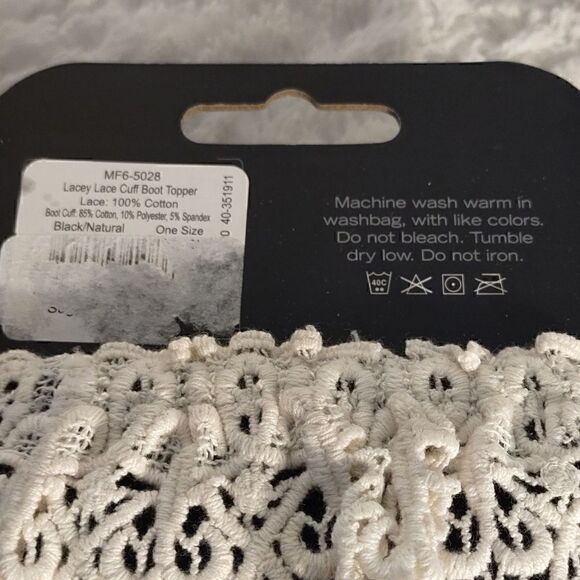 MF6-5028
Lacey Lace Cuff Boot Topper
Lace: 100% Cotton
Boot Cuff: 85% Cotton, 10% Polyester, 5% Spandex
Black/Natural One Size
0 40-351911
Machine wash warm in
washbag, with like colors.
Do not bleach. Tumble
dry low. Do not iron.
40C